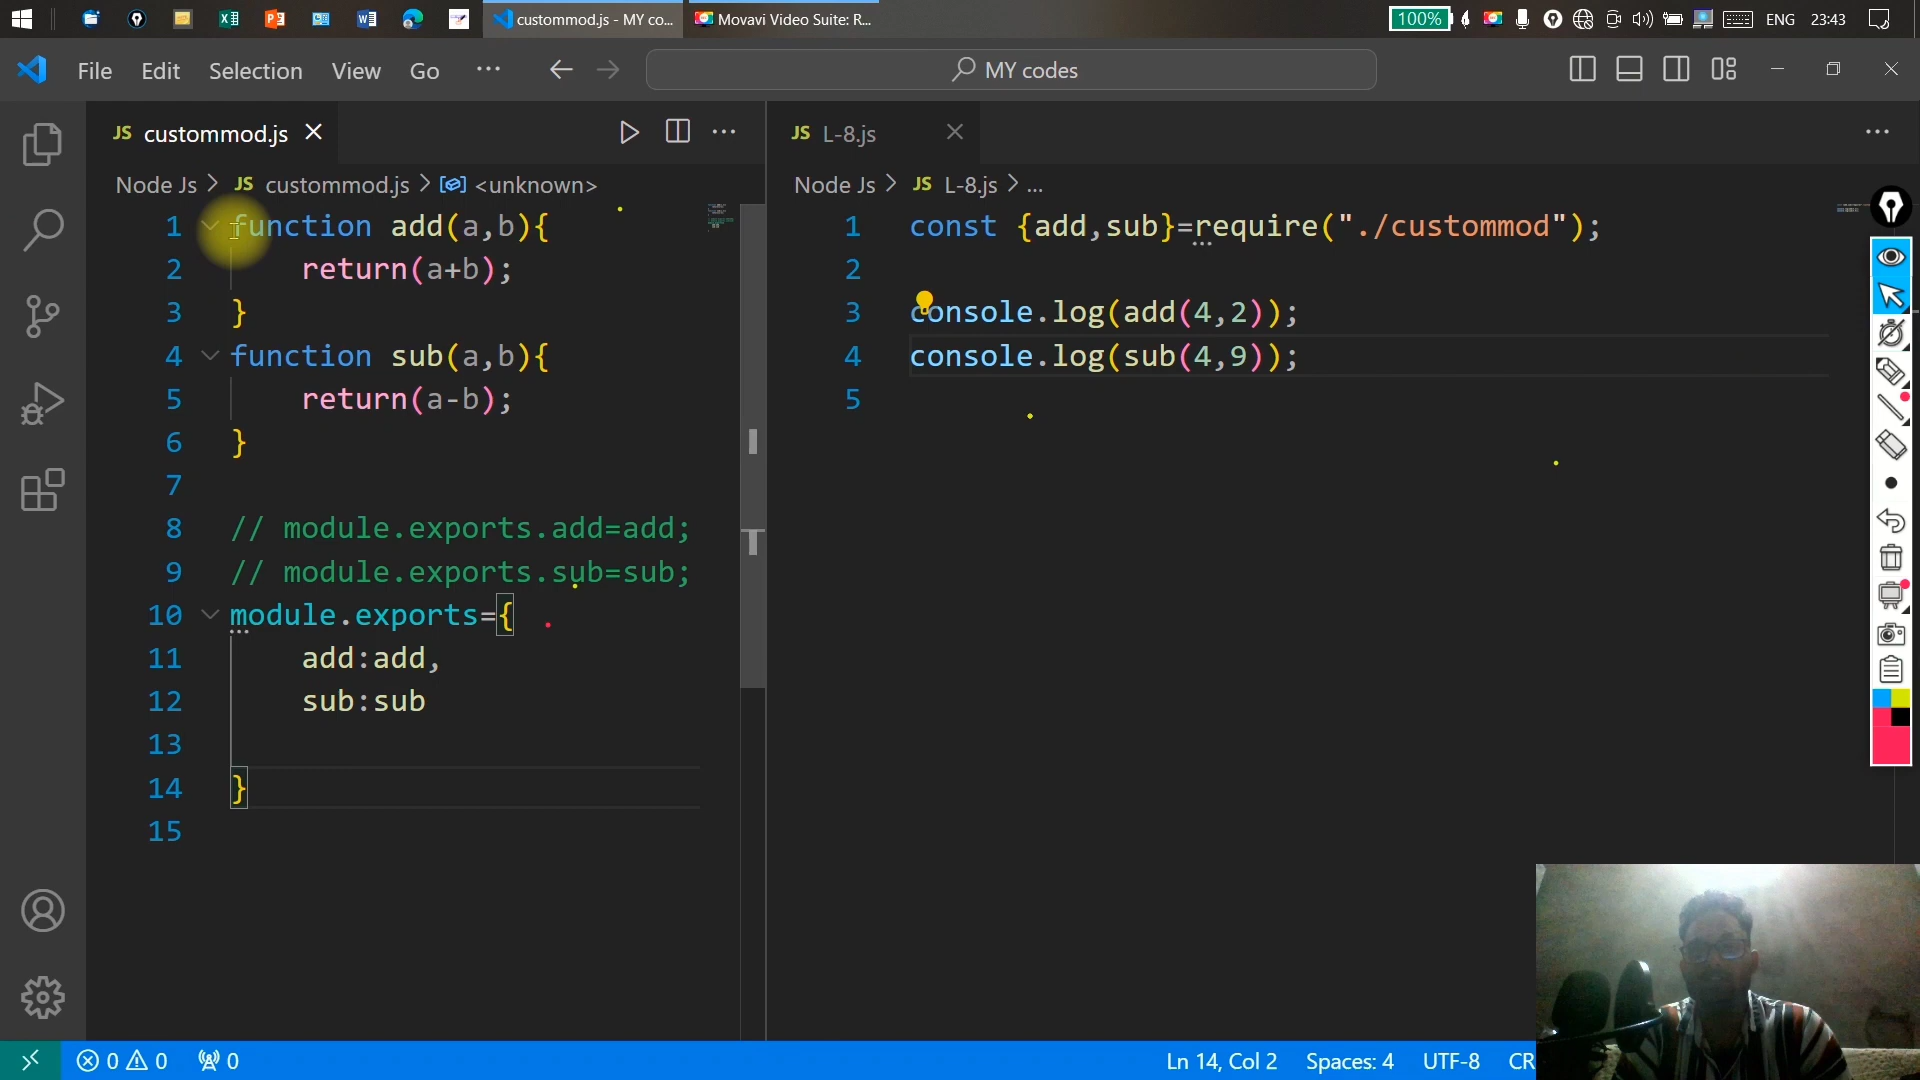 custommod.js - MY co...
Movavi Video Suite: R...
100%
ENG
23:43
File
Edit
Selection
View
Go
MY codes
JS custommod.js
Node Js > JS custommod.js > <unknown>
1 function add(a,b){
2 return(a+b);
3 }
4 function sub(a,b){
5 return(a-b);
6 }
7
8 // module.exports.add=add;
9 // module.exports.sub=sub;
10 module.exports={
11 add:add,
12 sub:sub
13
14 }
15
JS L-8.js
Node Js > JS L-8.js > ...
1 const {add,sub}=require("./custommod");
2
3 console.log(add(4,2));
4 console.log(sub(4,9));
5
0 0 0
Ln 14, Col 2
Spaces: 4
UTF-8
CR